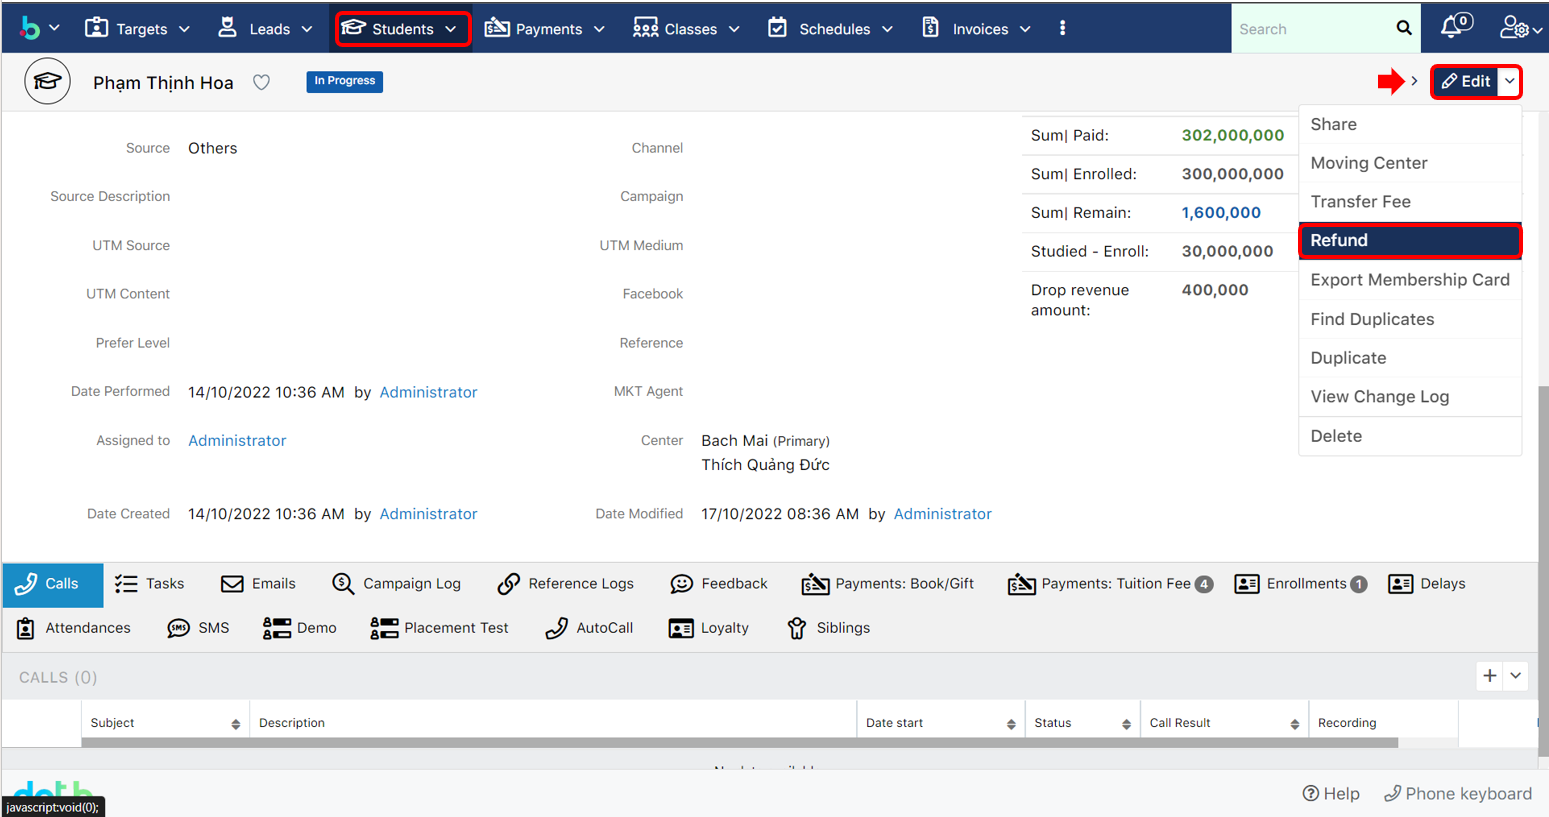 Targets Leads Students Payments Classes Schedules Invoices Search 0
Phạm Thịnh Hoa In Progress Edit
Share
Moving Center
Transfer Fee
Refund
Export Membership Card
Find Duplicates
Duplicate
View Change Log
Delete
Sum| Paid: 302,000,000
Sum| Enrolled: 300,000,000
Sum| Remain: 1,600,000
Studied - Enroll: 30,000,000
Drop revenue
amount: 400,000
Source Others Channel
Source Description Campaign
UTM Source UTM Medium
UTM Content Facebook
Prefer Level Reference
Date Performed 14/10/2022 10:36 AM by Administrator MKT Agent
Assigned to Administrator Center Bach Mai (Primary)
Thích Quảng Đức
Date Created 14/10/2022 10:36 AM by Administrator Date Modified 17/10/2022 08:36 AM by Administrator
Calls Tasks Emails Campaign Log Reference Logs Feedback Payments: Book/Gift Payments: Tuition Fee 4 Enrollments 1 Delays
Attendances SMS Demo Placement Test AutoCall Loyalty Siblings
CALLS (0)
Subject Description Date start Status Call Result Recording
javascript:void(0);
Help Phone keyboard